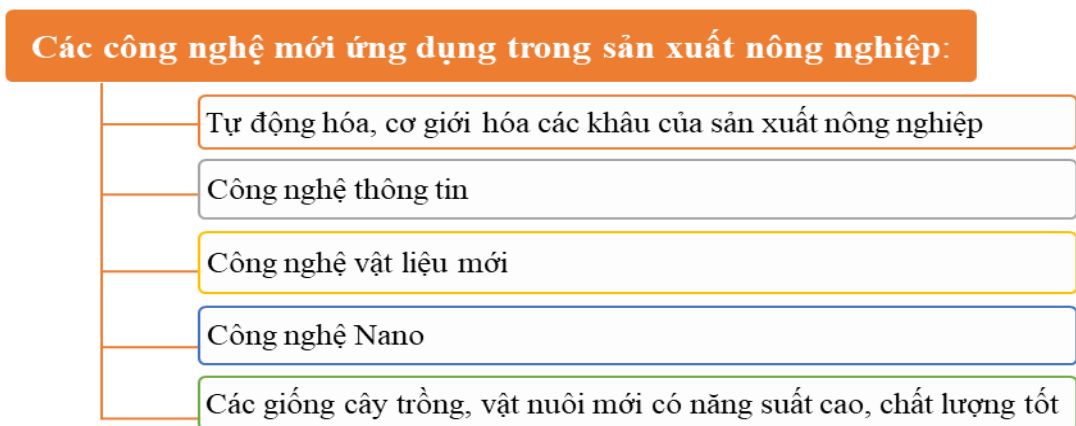 Các công nghệ mới ứng dụng trong sản xuất nông nghiệp:
Tự động hóa, cơ giới hóa các khâu của sản xuất nông nghiệp
Công nghệ thông tin
Công nghệ vật liệu mới
Công nghệ Nano
Các giống cây trồng, vật nuôi mới có năng suất cao, chất lượng tốt